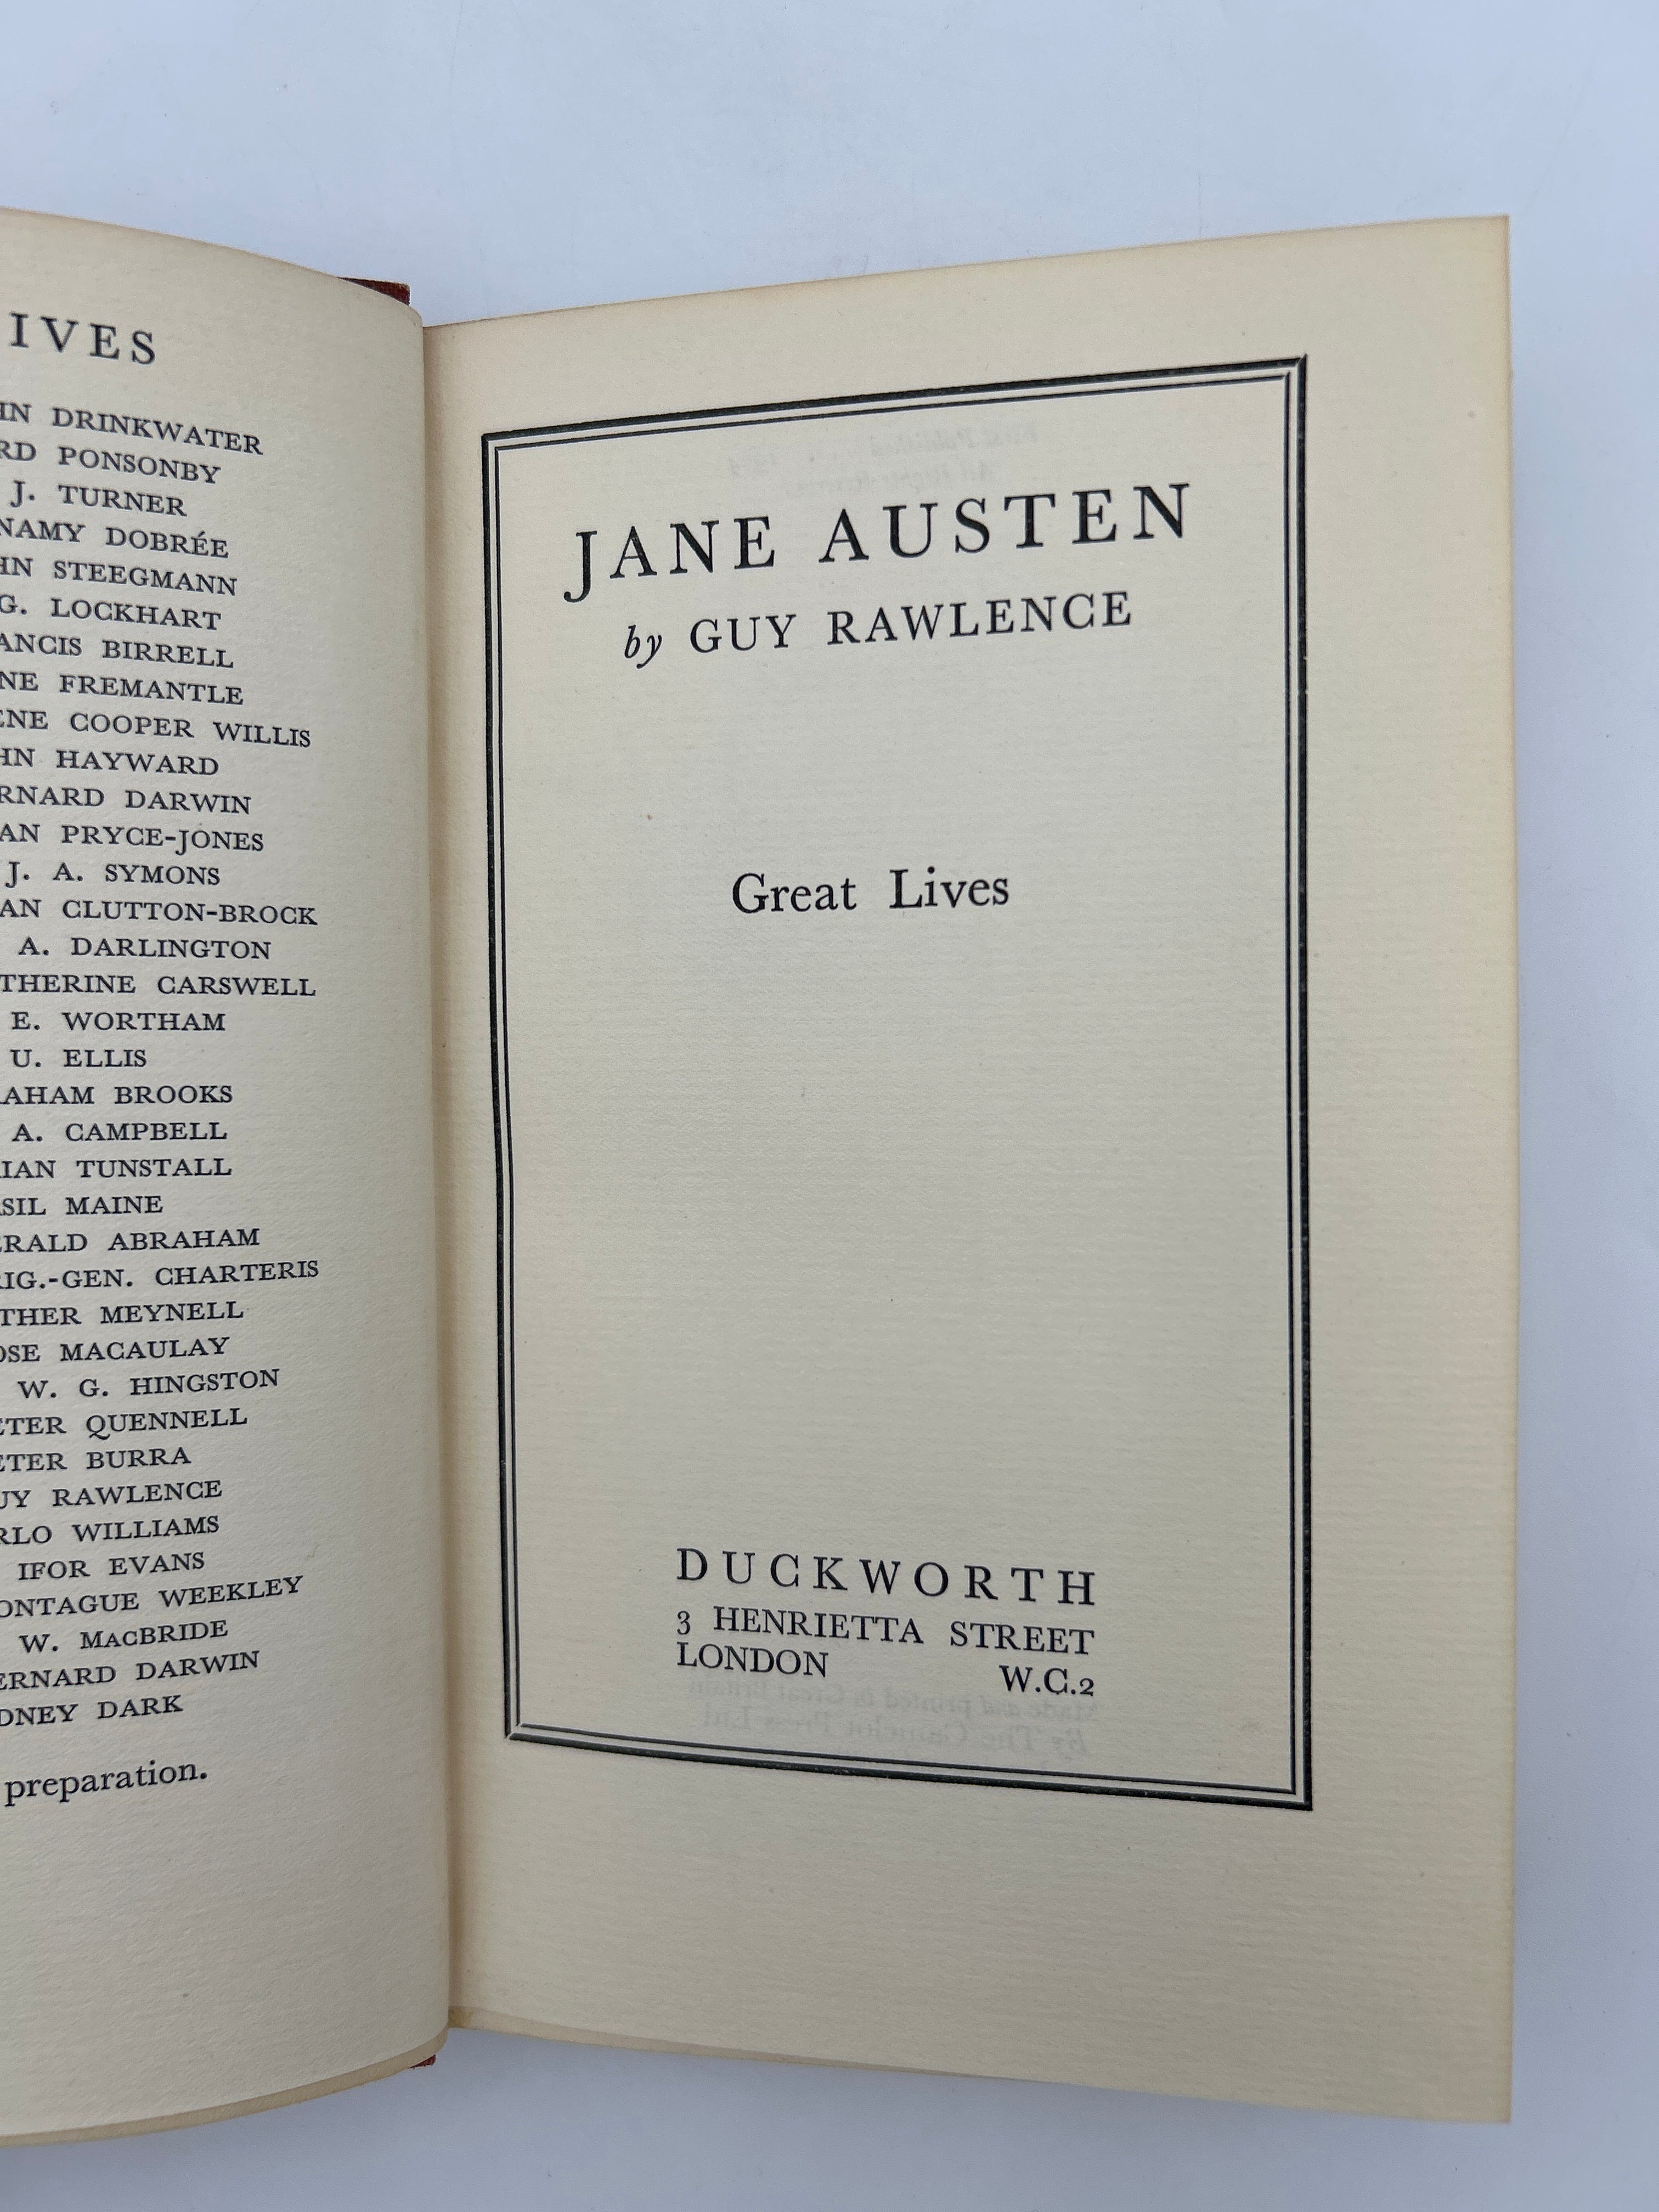 IVES
HN DRINKWATER
RD PONSONBY
J. TURNER
NAMY DOBRÉE
HN STEEGMANN
G. LOCKHART
ANCIS BIRRELL
NE FREMANTLE
ENE COOPER WILLIS
HN HAYWARD
RNARD DARWIN
AN PRYCE-JONES
J. A. SYMONS
AN CLUTTON-BROCK
A. DARLINGTON
THERINE CARSWELL
E. WORTHAM
U. ELLIS
AHAM BROOKS
A. CAMPBELL
IAN TUNSTALL
SIL MAINE
ERALD ABRAHAM
RIG.-GEN. CHARTERIS
THER MEYNELL
OSE MACAULAY
W. G. HINGSTON
ETER QUENNELL
ETER BURRA
UY RAWLENCE
RLO WILLIAMS
IFOR EVANS
ONTAGUE WEEKLEY
W. MACBRIDE
ERNARD DARWIN
DNEY DARK
preparation.
JANE AUSTEN
by GUY RAWLENCE
Great Lives
DUCKWORTH
3 HENRIETTA STREET
LONDON W.C.2